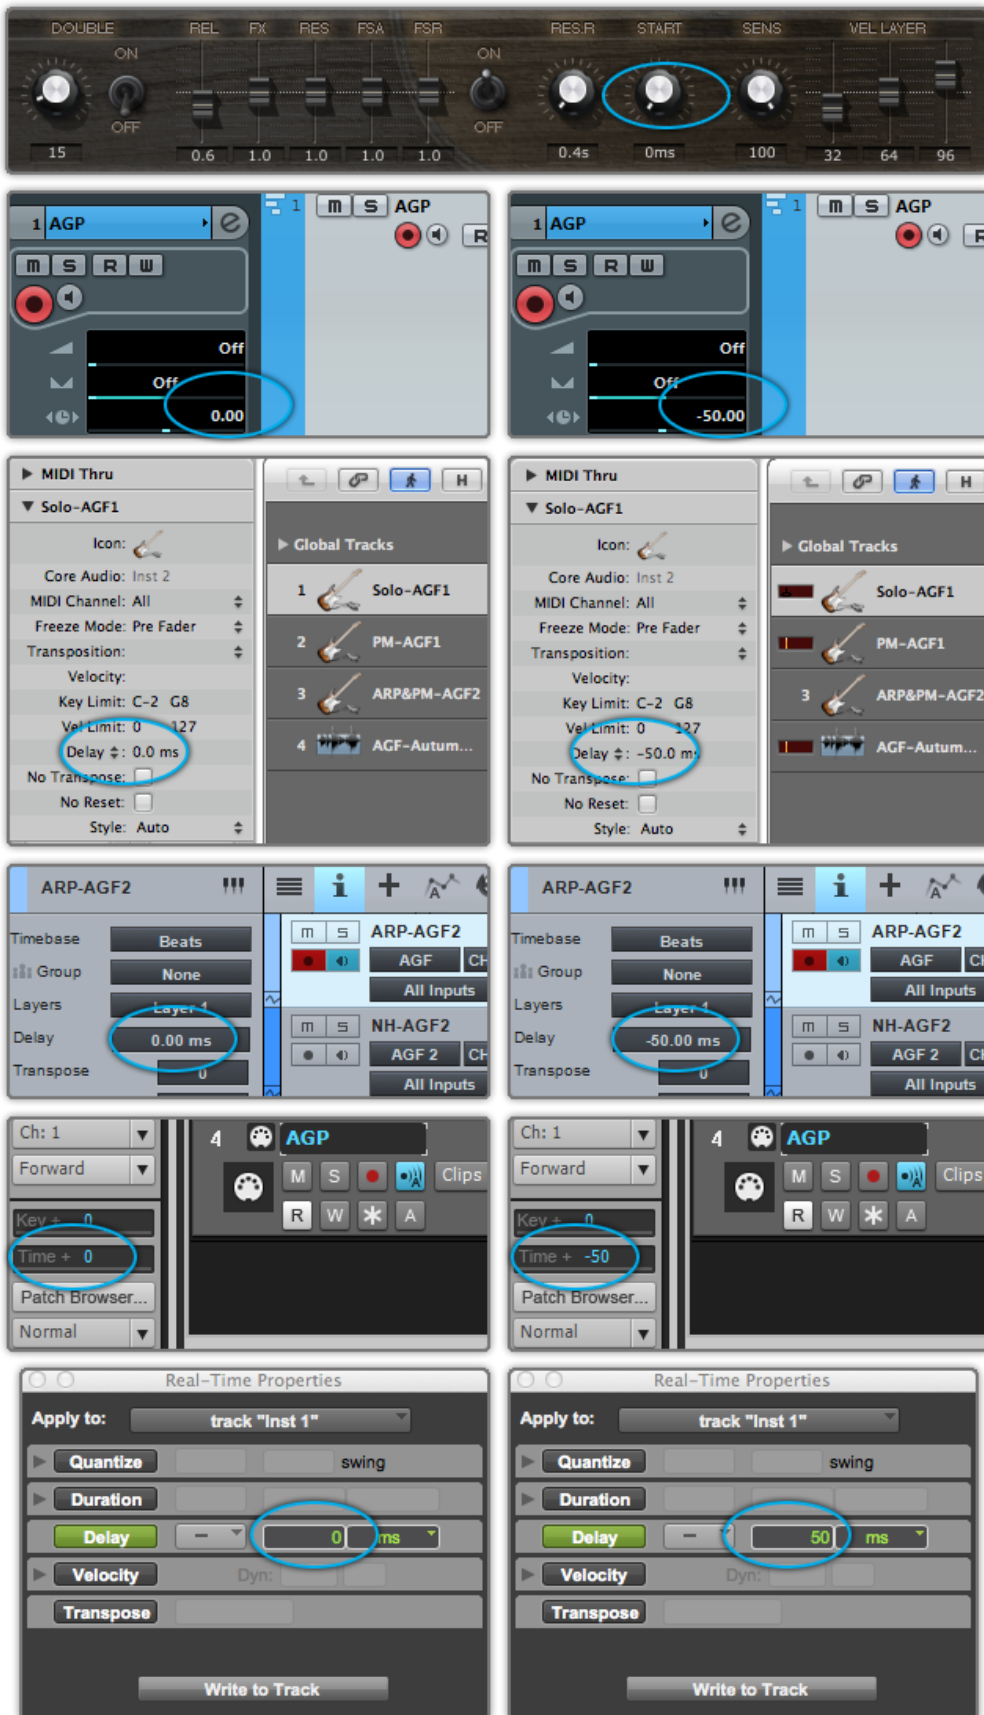 DOUBLE REL FX RES FSA FSR RES.R START SENS VEL LAYER
ON ON
OFF OFF
15 0.6 1.0 1.0 1.0 1.0 0.4s 0ms 100 32 64 96
1 AGP e 1 m S AGP
R
m S R W
Off
Off
0.00
1 AGP e 1 m S AGP
R
m S R W
Off
Off
-50.00
MIDI Thru
Solo-AGF1
Icon:
Core Audio: Inst 2
MIDI Channel: All
Freeze Mode: Pre Fader
Transposition:
Velocity:
Key Limit: C-2 G8
Vel Limit: 0 127
Delay : 0.0 ms
No Transpose:
No Reset:
Style: Auto
H
Global Tracks
1 Solo-AGF1
2 PM-AGF1
3 ARP&PM-AGF2
4 AGF-Autum...
MIDI Thru
Solo-AGF1
Icon:
Core Audio: Inst 2
MIDI Channel: All
Freeze Mode: Pre Fader
Transposition:
Velocity:
Key Limit: C-2 G8
Vel Limit: 0 127
Delay : -50.0 m
No Transpose:
No Reset:
Style: Auto
H
Global Tracks
Solo-AGF1
PM-AGF1
3 ARP&PM-AGF2
AGF-Autum...
ARP-AGF2
Timebase Beats
Group None
Layers Layer 1
Delay 0.00 ms
Transpose 0
i + A
m s ARP-AGF2
AGF CH
All Inputs
m s NH-AGF2
AGF 2 CH
All Inputs
ARP-AGF2
Timebase Beats
Group None
Layers Layer 1
Delay -50.00 ms
Transpose 0
i + A
m s ARP-AGF2
AGF CH
All Inputs
m s NH-AGF2
AGF 2 CH
All Inputs
Ch: 1
Forward
Key + 0
Time + 0
Patch Browser...
Normal
4 AGP
M S A Clips
R W * A
Ch: 1
Forward
Key + 0
Time + -50
Patch Browser...
Normal
4 AGP
M S A Clips
R W * A
Real-Time Properties
Apply to: track "Inst 1"
Quantize swing
Duration
Delay – 0 ms
Velocity Dyn:
Transpose
Write to Track
Real-Time Properties
Apply to: track "Inst 1"
Quantize swing
Duration
Delay – 50 ms
Velocity Dyn:
Transpose
Write to Track